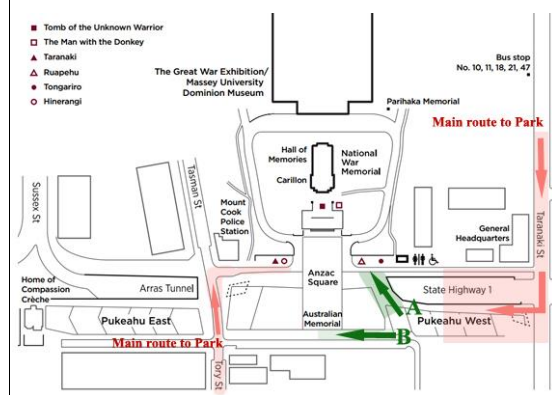 Tomb of the Unknown Warrior
The Man with the Donkey
Taranaki
Ruapehu
Tongariro
Hinerangi
The Great War Exhibition/
Massey University
Dominion Museum
Bus stop
No. 10, 11, 18, 21, 47
Parihaka Memorial
Main route to Park
Hall of
Memories
Carillon
National
War
Memorial
Sussex St
Tasman St
Mount
Cook
Police
Station
Taranaki St
General
Headquarters
Home of
Compassion
Crèche
Arras Tunnel
Anzac
Square
State Highway 1
A
Pukeahu East
Australian
Memorial
Pukeahu West
B
Main route to Park
Tory St